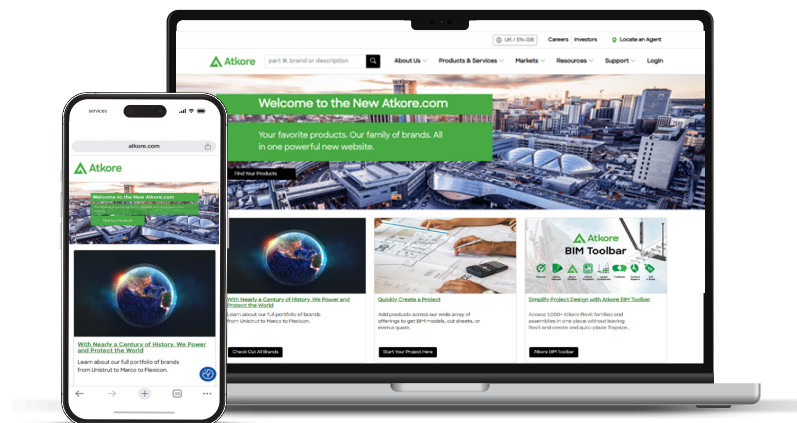 UK / EN-GB
Careers
Investors
Locate an Agent
Atkore
part #, brand or description
About Us
Products & Services
Markets
Resources
Support
Login
Welcome to the New Atkore.com
Your favorite products. Our family of brands. All
in one powerful new website.
Find Your Products
With Nearly a Century of History, We Power and
Protect the World
Learn about our full portfolio of brands
from Unistrut to Marco to Flexicon.
Check Out All Brands
Quickly Create a Project
Add products across our wide array of
offerings to get BIM models, cut sheets, or
even a quote.
Start Your Project Here
Atkore
BIM Toolbar
Simplify Project Design with Atkore BIM Toolbar
Access 1,000+ Atkore Revit families and
assemblies in one place without leaving
Revit and create and auto-place Trapeze...
Atkore BIM Toolbar
services
atkore.com
Atkore
Welcome to the New Atkore.com
Find Your Products
With Nearly a Century of History, We Power
and Protect the World
Learn about our full portfolio of brands
from Unistrut to Marco to Flexicon.